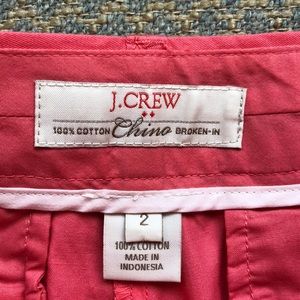 J.CREW
100% COTTON Chino BROKEN-IN
2
100% COTTON
MADE IN
INDONESIA